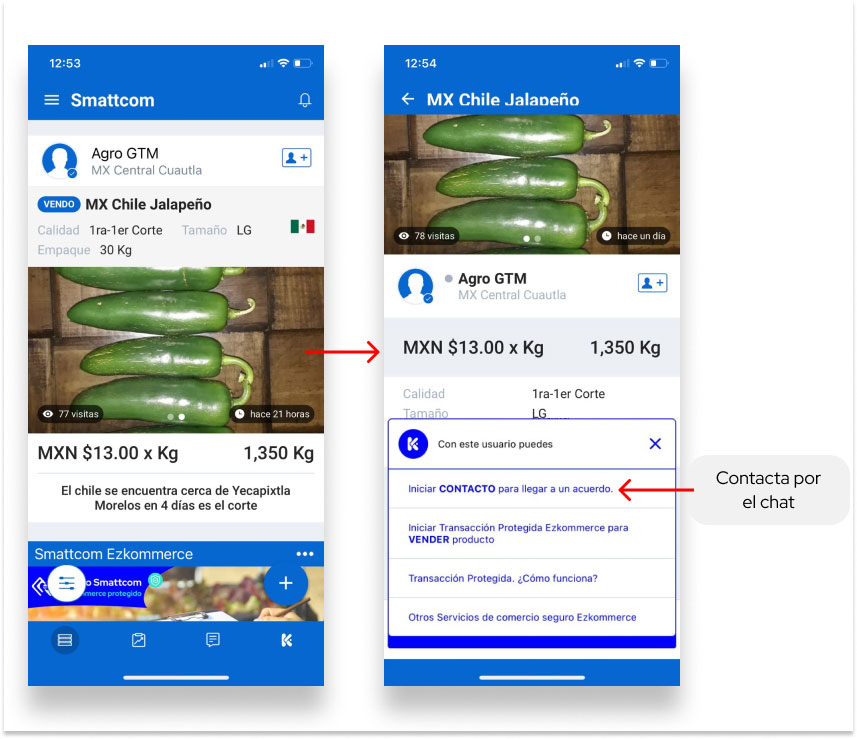 12:53
Smattcom
Agro GTM
MX Central Cuautla
VENDO MX Chile Jalapeño
Calidad 1ra-1er Corte Tamaño LG
Empaque 30 Kg
77 visitas
hace 21 horas
MXN $13.00 x Kg 1,350 Kg
El chile se encuentra cerca de Yecapixtla
Morelos en 4 días es el corte
Smattcom Ezkommerce
o Smattcom
merce protegido
12:54
MX Chile Jalapeño
78 visitas
hace un día
Agro GTM
MX Central Cuautla
MXN $13.00 x Kg 1,350 Kg
Calidad 1ra-1er Corte
Tamaño LG
Con este usuario puedes
Iniciar CONTACTO para llegar a un acuerdo.
Iniciar Transacción Protegida Ezkommerce para
VENDER producto
Transacción Protegida. ¿Cómo funciona?
Otros Servicios de comercio seguro Ezkommerce
Contacta por
el chat